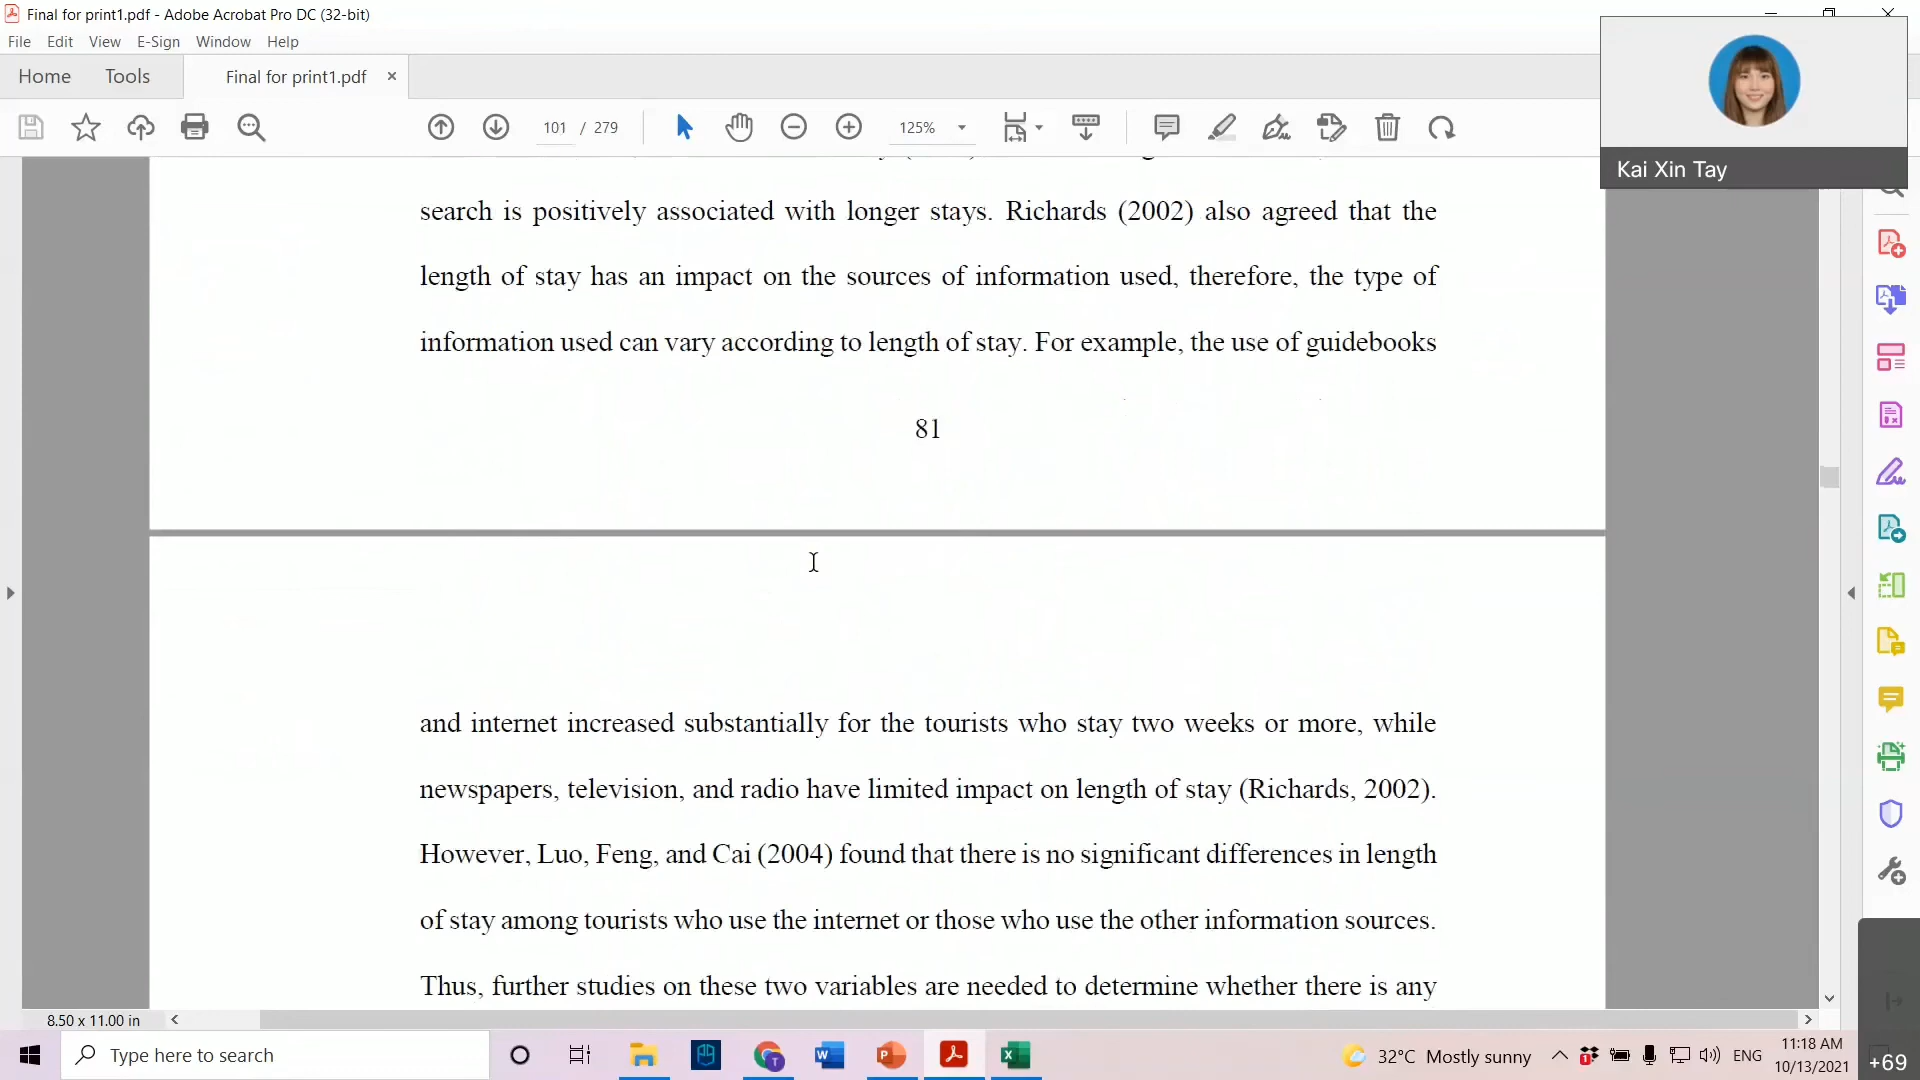 Final for print1.pdf - Adobe Acrobat Pro DC (32-bit)
File Edit View E-Sign Window Help
Home Tools Final for print1.pdf ×
101 / 279 125%
Kai Xin Tay
search is positively associated with longer stays. Richards (2002) also agreed that the
length of stay has an impact on the sources of information used, therefore, the type of
information used can vary according to length of stay. For example, the use of guidebooks
81
and internet increased substantially for the tourists who stay two weeks or more, while
newspapers, television, and radio have limited impact on length of stay (Richards, 2002).
However, Luo, Feng, and Cai (2004) found that there is no significant differences in length
of stay among tourists who use the internet or those who use the other information sources.
Thus, further studies on these two variables are needed to determine whether there is any
8.50 x 11.00 in
Type here to search
32°C Mostly sunny
ENG
11:18 AM
10/13/2021
+69